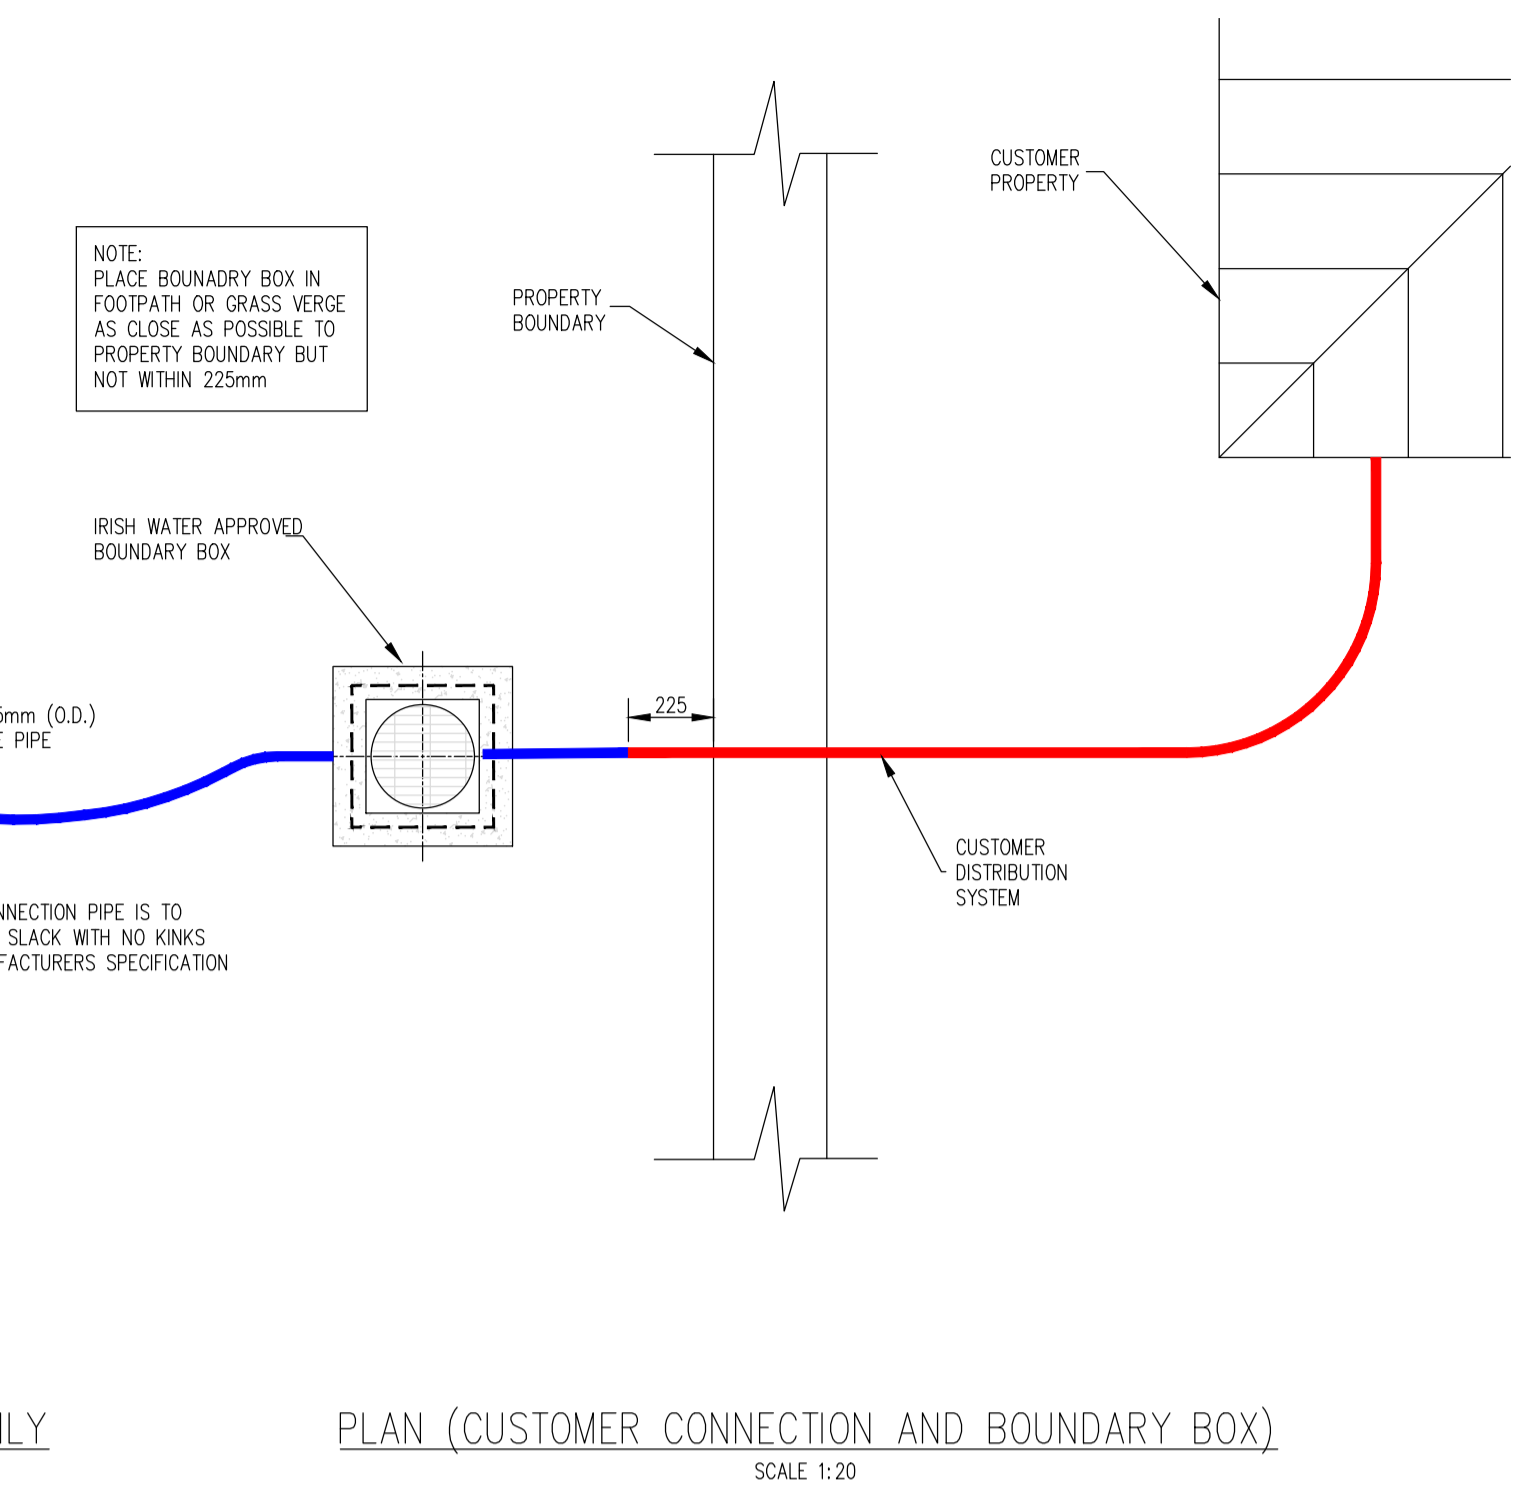 CUSTOMER
PROPERTY
NOTE:
PLACE BOUNADRY BOX IN
FOOTPATH OR GRASS VERGE
AS CLOSE AS POSSIBLE TO
PROPERTY BOUNDARY BUT
NOT WITHIN 225mm
PROPERTY
BOUNDARY
IRISH WATER APPROVED
BOUNDARY BOX
225
5mm (O.D.)
E PIPE
CUSTOMER
DISTRIBUTION
SYSTEM
NNECTION PIPE IS TO
SLACK WITH NO KINKS
FACTURERS SPECIFICATION
NLY
PLAN (CUSTOMER CONNECTION AND BOUNDARY BOX)
SCALE 1:20